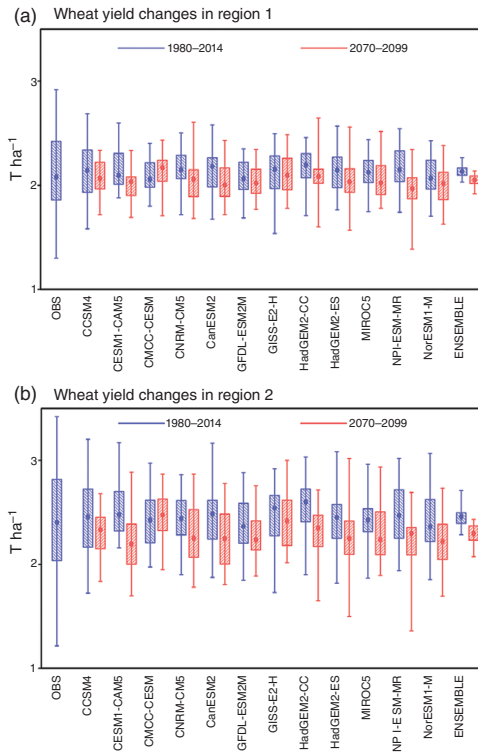 (a) Wheat yield changes in region 1
1980–2014 2070–2099
T ha⁻¹
3
2
1
OBS
CCSM4
CESM1-CAM5
CMCC-CESM
CNRM-CM5
CanESM2
GFDL-ESM2M
GISS-E2-H
HadGEM2-CC
HadGEM2-ES
MIROC5
NPI-ESM-MR
NorESM1-M
ENSEMBLE
(b) Wheat yield changes in region 2
1980–2014 2070–2099
T ha⁻¹
3
2
1
OBS
CCSM4
CESM1-CAM5
CMCC-CESM
CNRM-CM5
CanESM2
GFDL-ESM2M
GISS-E2-H
HadGEM2-CC
HadGEM2-ES
MIROC5
NP I-E SM-MR
NorESM1-M
ENSEMBLE